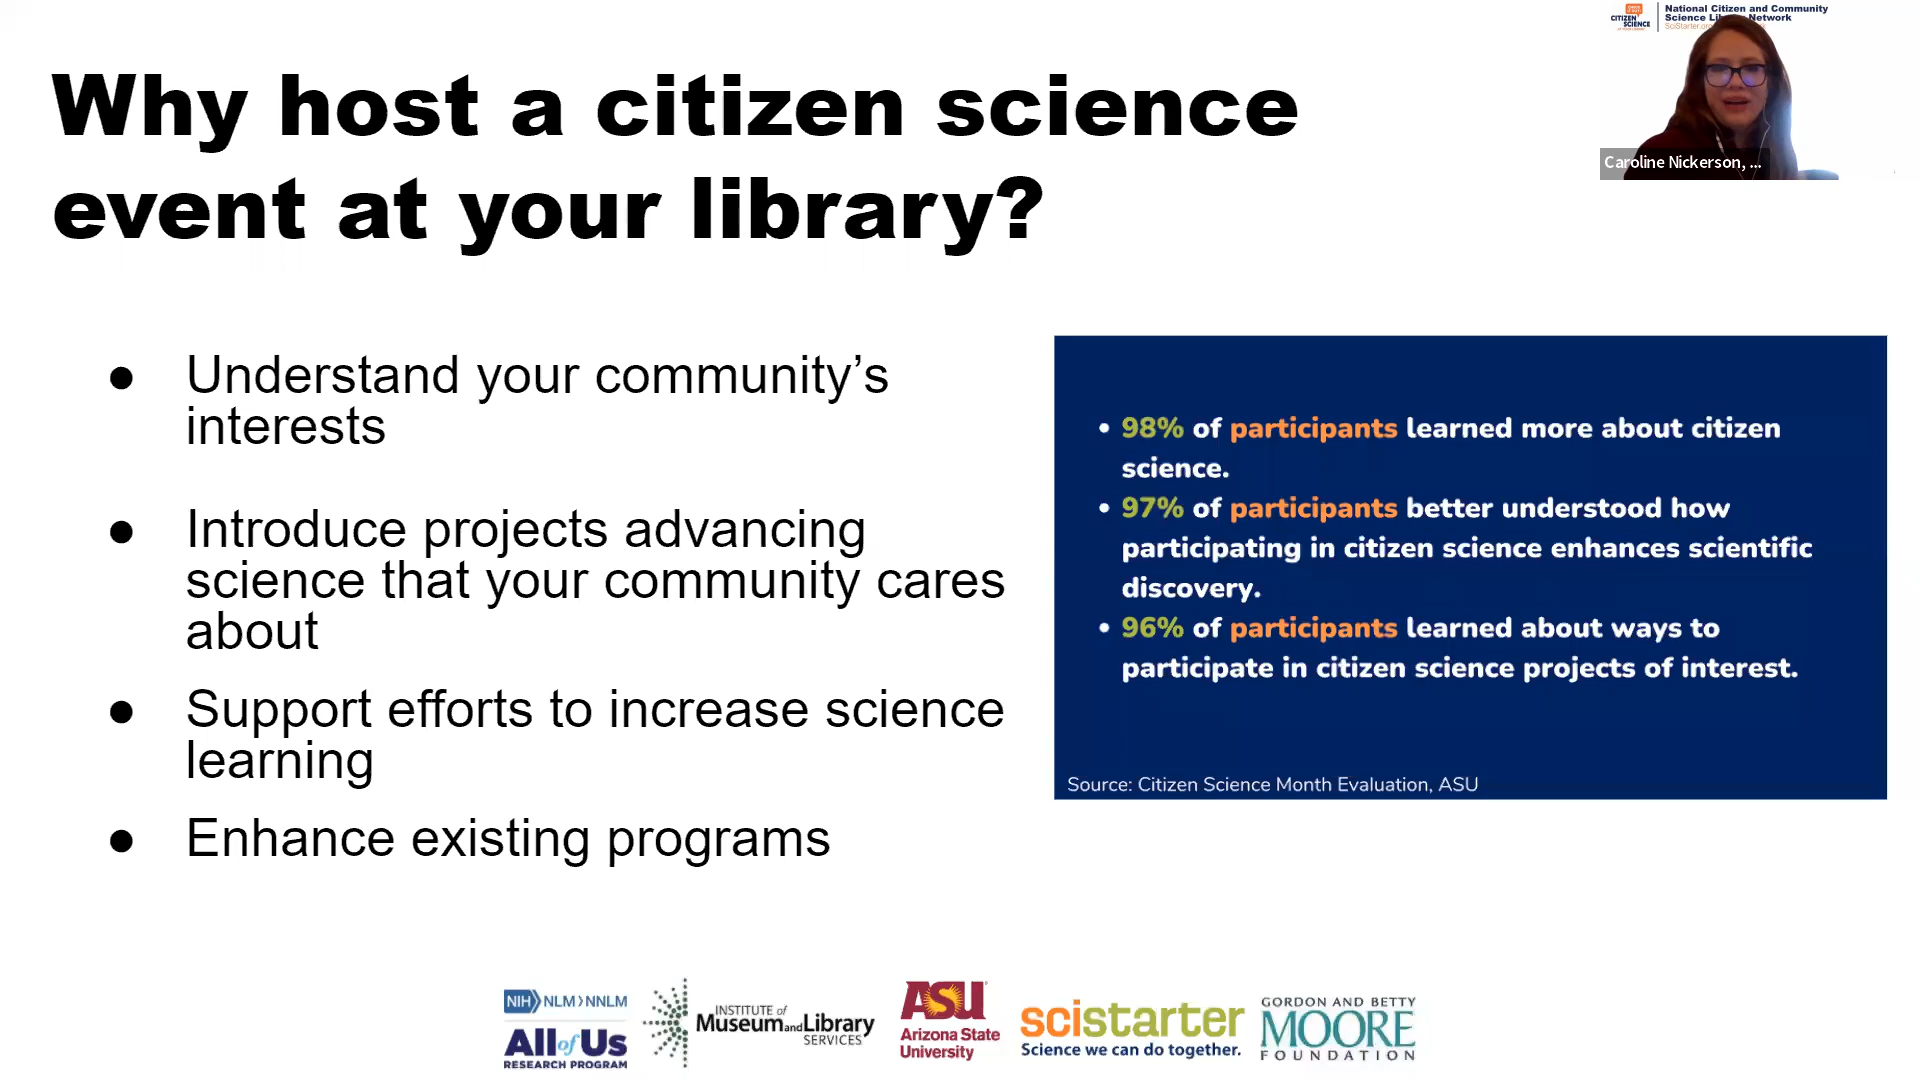 CITIZEN
SCIENCE
National Citizen and Community
Science Network
Why host a citizen science
event at your library?
Caroline Nickerson, ...
● Understand your community’s
interests
● Introduce projects advancing
science that your community cares
about
● Support efforts to increase science
learning
● Enhance existing programs
• 98% of participants learned more about citizen
science.
• 97% of participants better understood how
participating in citizen science enhances scientific
discovery.
• 96% of participants learned about ways to
participate in citizen science projects of interest.
Source: Citizen Science Month Evaluation, ASU
NIH NLM NNLM
All of Us
RESEARCH PROGRAM
INSTITUTE of
Museum and Library
SERVICES
ASU
Arizona State
University
scistarter
Science we can do together.
GORDON AND BETTY
MOORE
FOUNDATION